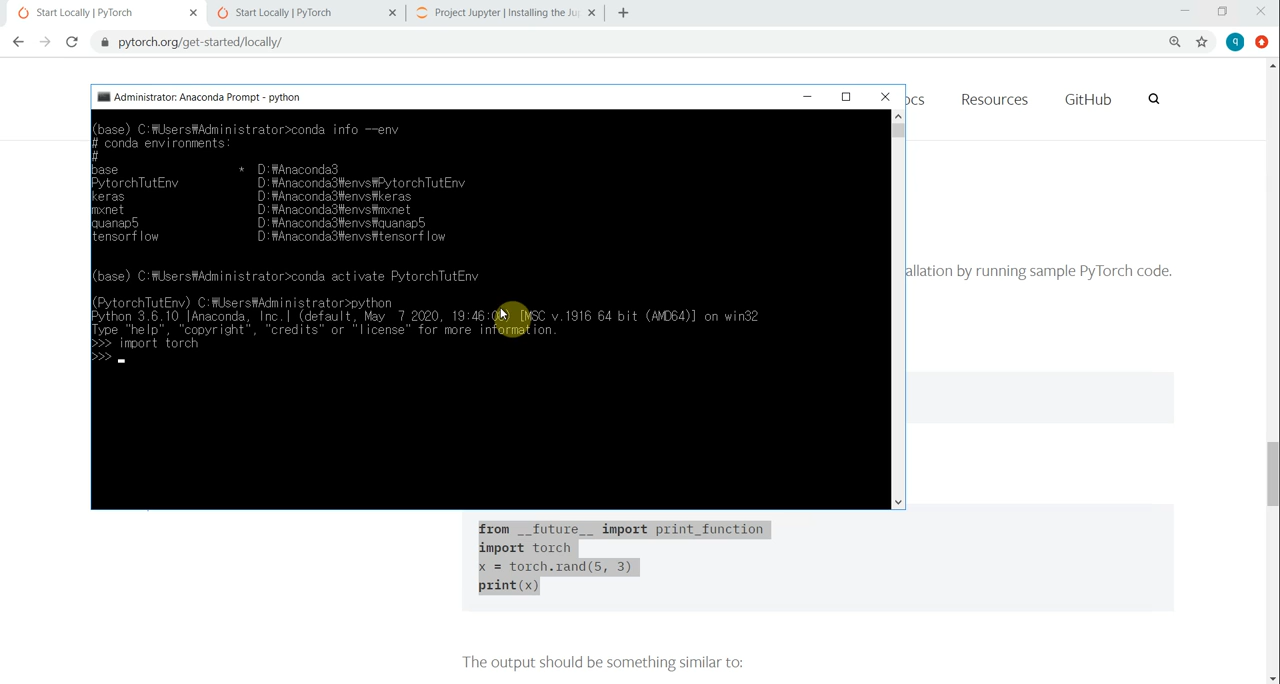 Start Locally | PyTorch
Start Locally | PyTorch
Project Jupyter | Installing the Ju
pytorch.org/get-started/locally/
q
ocs
Resources
GitHub
Administrator: Anaconda Prompt - python
(base) C:₩Users₩Administrator>conda info --env
# conda environments:
#
base * D:₩Anaconda3
PytorchTutEnv D:₩Anaconda3₩envs₩PytorchTutEnv
keras D:₩Anaconda3₩envs₩keras
mxnet D:₩Anaconda3₩envs₩mxnet
quanap5 D:₩Anaconda3₩envs₩quanap5
tensorflow D:₩Anaconda3₩envs₩tensorflow
(base) C:₩Users₩Administrator>conda activate PytorchTutEnv
(PytorchTutEnv) C:₩Users₩Administrator>python
Python 3.6.10 |Anaconda, Inc.| (default, May 7 2020, [MSC v.1916 64 bit (AMD64)] on win32
Type "help", "copyright", "credits" or "license" for more information.
>>> import torch
>>>
allation by running sample PyTorch code.
from __future__ import print_function
import torch
x = torch.rand(5, 3)
print(x)
The output should be something similar to: